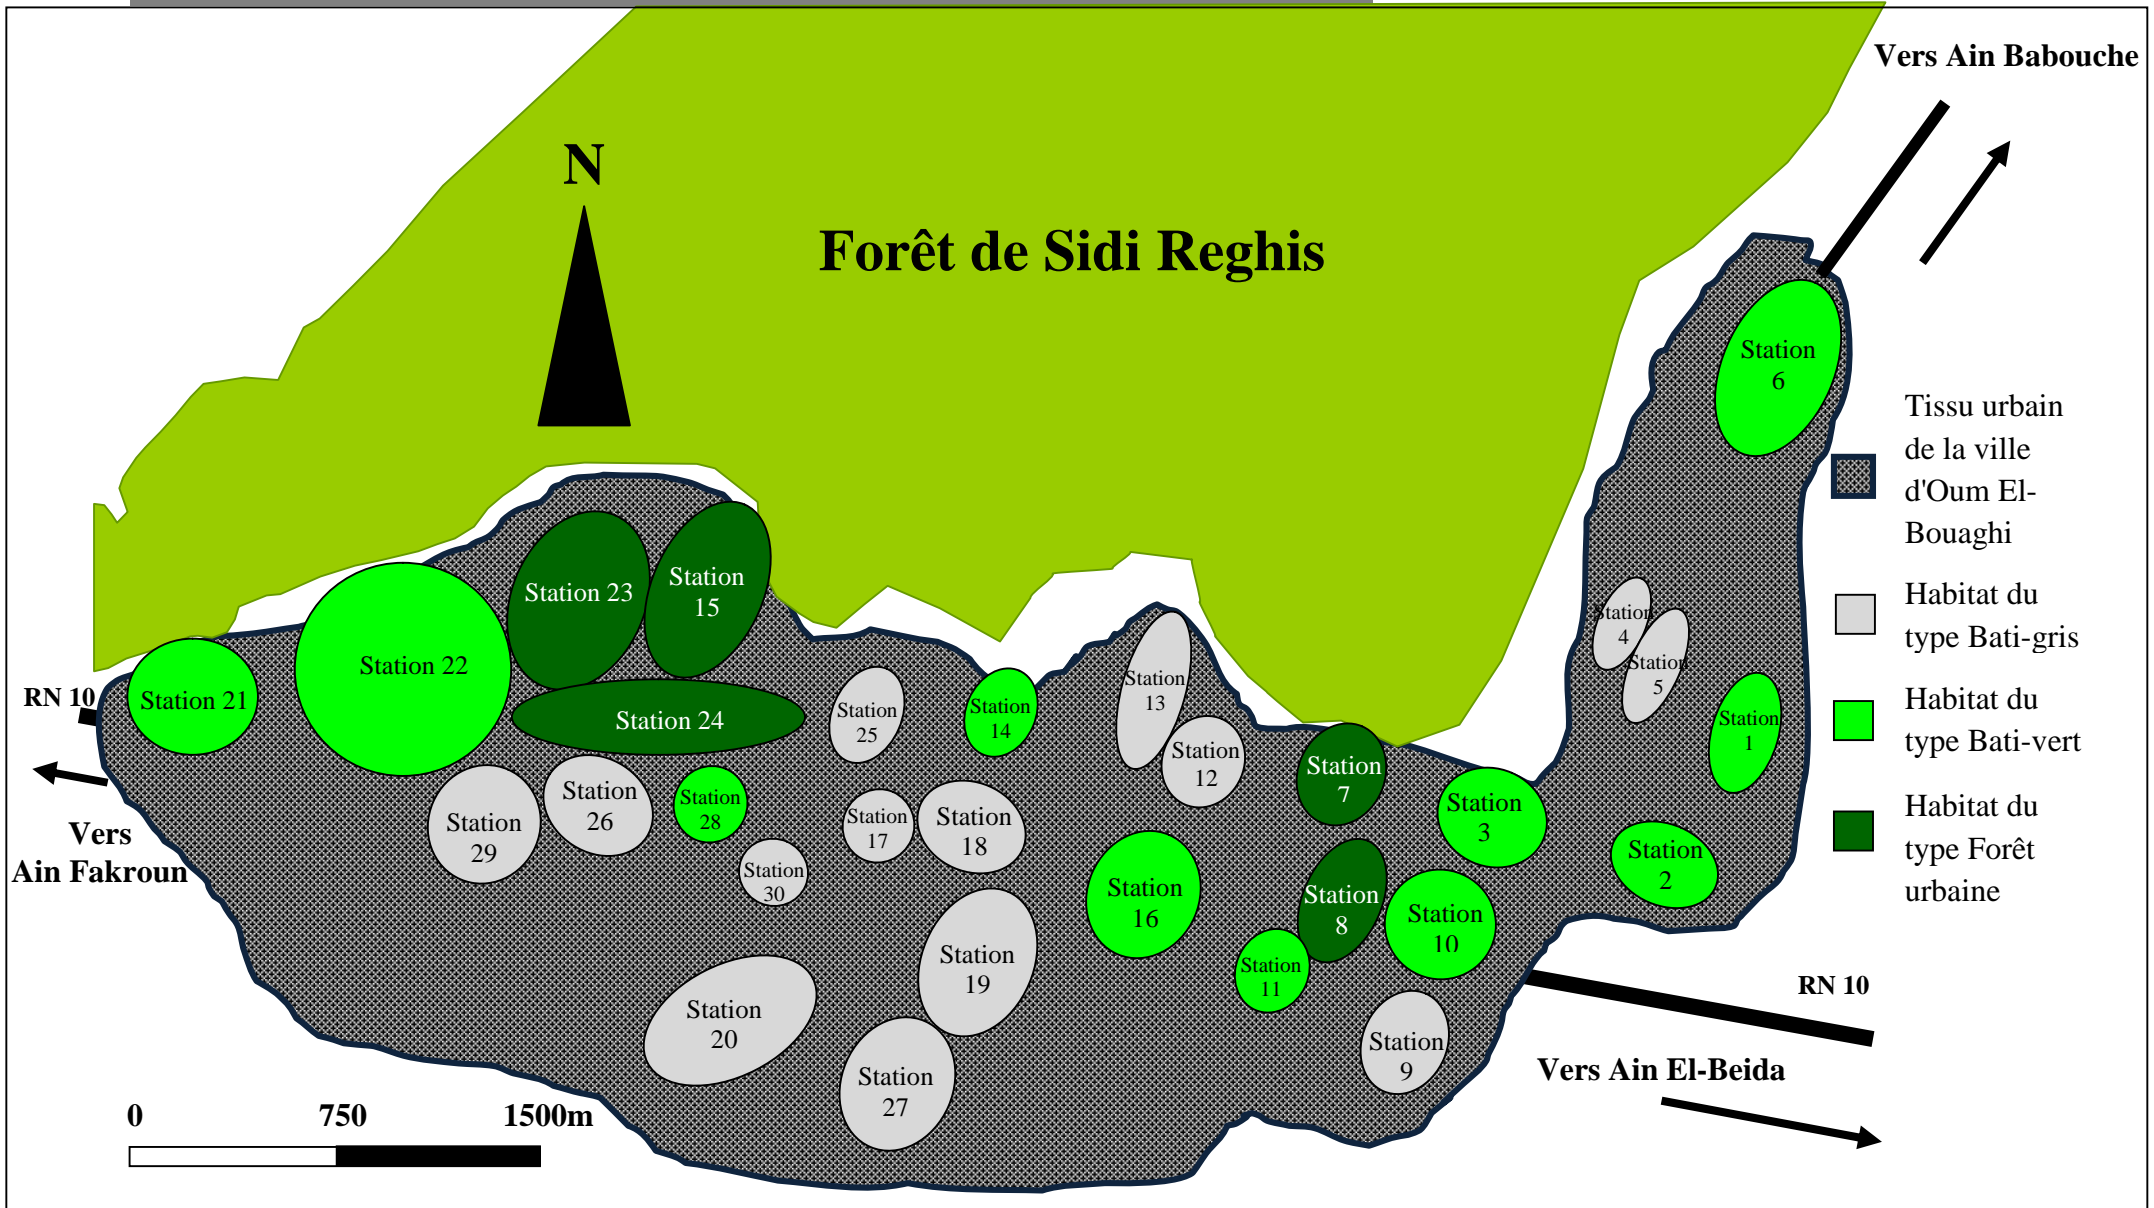 Vers Ain Babouche
N
Forêt de Sidi Reghis
Station
6
Tissu urbain
de la ville
d'Oum El-
Bouaghi
Habitat du
type Bati-gris
Habitat du
type Bati-vert
Habitat du
type Forêt
urbaine
Station 23
Station
15
Station
4
Station
5
Station 22
Station 21
RN 10
Station 24
Station
25
Station
14
Station
13
Station
12
Station
7
Station
3
Station
1
Station
2
Vers
Ain Fakroun
Station
29
Station
26
Station
28
Station
30
Station
17
Station
18
Station
16
Station
8
Station
10
Station
11
Station
19
Station
20
Station
27
Station
9
RN 10
Vers Ain El-Beida
0 750 1500m